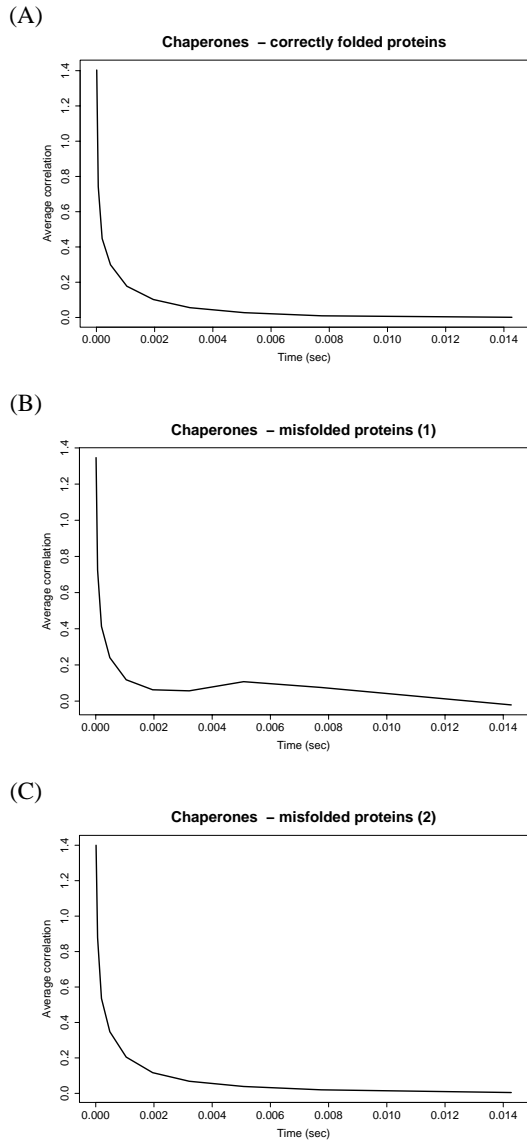 (A)
Chaperones – correctly folded proteins
1.4
1.2
1.0
0.8
0.6
0.4
0.2
0.0
Average correlation
0.000 0.002 0.004 0.006 0.008 0.010 0.012 0.014
Time (sec)
(B)
Chaperones – misfolded proteins (1)
1.4
1.2
1.0
0.8
0.6
0.4
0.2
0.0
Average correlation
0.000 0.002 0.004 0.006 0.008 0.010 0.012 0.014
Time (sec)
(C)
Chaperones – misfolded proteins (2)
1.4
1.2
1.0
0.8
0.6
0.4
0.2
0.0
Average correlation
0.000 0.002 0.004 0.006 0.008 0.010 0.012 0.014
Time (sec)